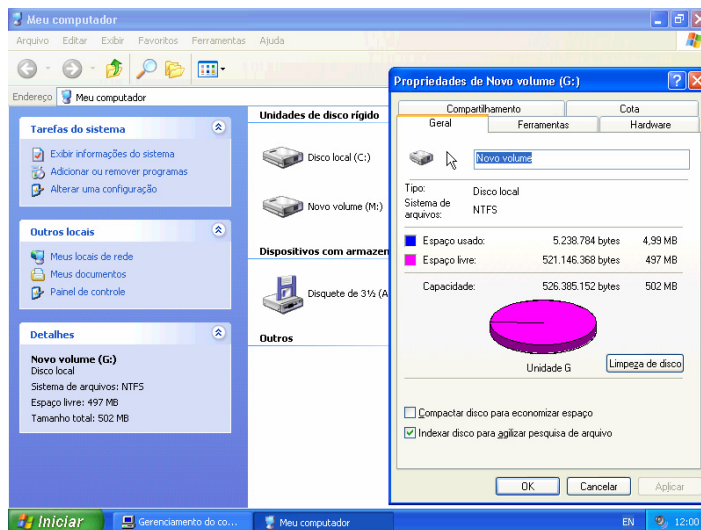 Meu computador
Arquivo Editar Exibir Favoritos Ferramentas Ajuda
Endereço Meu computador
Tarefas do sistema
Exibir informações do sistema
Adicionar ou remover programas
Alterar uma configuração
Outros locais
Meus locais de rede
Meus documentos
Painel de controle
Detalhes
Novo volume (G:)
Disco local
Sistema de arquivos: NTFS
Espaço livre: 497 MB
Tamanho total: 502 MB
Unidades de disco rígido
Disco local (C:)
Novo volume (M:)
Dispositivos com armazen
Disquete de 3½ (A
Outros
Propriedades de Novo volume (G:)
Compartilhamento Cota
Geral Ferramentas Hardware
Novo volume
Tipo: Disco local
Sistema de arquivos: NTFS
Espaço usado: 5.238.784 bytes 4,99 MB
Espaço livre: 521.146.368 bytes 497 MB
Capacidade: 526.385.152 bytes 502 MB
Unidade G
Limpeza de disco
Compactar disco para economizar espaço
Indexar disco para agilizar pesquisa de arquivo
OK Cancelar Aplicar
Iniciar Gerenciamento do co... Meu computador EN 12:00